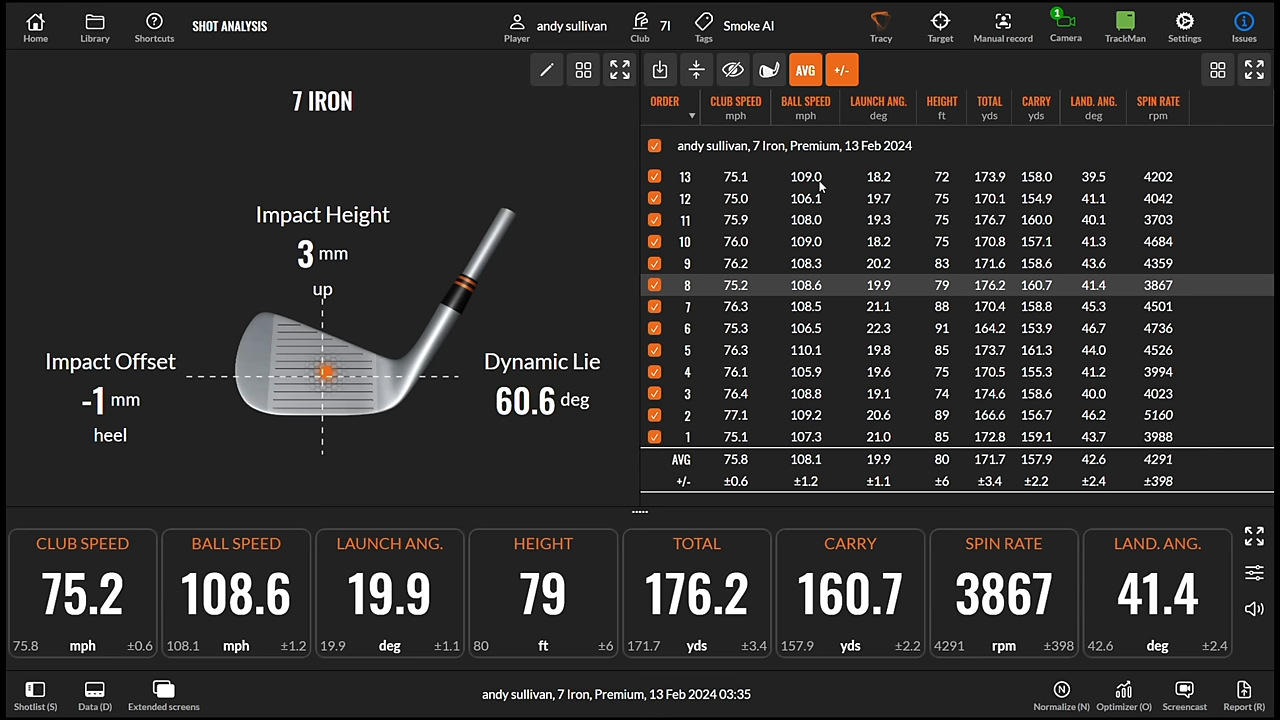 Home Library Shortcuts SHOT ANALYSIS Player andy sullivan Club 7I Tags Smoke AI Tracy Target Manual record 1 Camera TrackMan Settings Issues
AVG +/-
7 IRON
Impact Height
3 mm
up
Impact Offset
-1 mm
heel
Dynamic Lie
60.6 deg
ORDER CLUB SPEED BALL SPEED LAUNCH ANG. HEIGHT TOTAL CARRY LAND. ANG. SPIN RATE
mph mph deg ft yds yds deg rpm
andy sullivan, 7 Iron, Premium, 13 Feb 2024
13 75.1 109.0 18.2 72 173.9 158.0 39.5 4202
12 75.0 106.1 19.7 75 170.1 154.9 41.1 4042
11 75.9 108.0 19.3 75 176.7 160.0 40.1 3703
10 76.0 109.0 18.2 75 170.8 157.1 41.3 4684
9 76.2 108.3 20.2 83 171.6 158.6 43.6 4359
8 75.2 108.6 19.9 79 176.2 160.7 41.4 3867
7 76.3 108.5 21.1 88 170.4 158.8 45.3 4501
6 75.3 106.5 22.3 91 164.2 153.9 46.7 4736
5 76.3 110.1 19.8 85 173.7 161.3 44.0 4526
4 76.1 105.9 19.6 75 170.5 155.3 41.2 3994
3 76.4 108.8 19.1 74 174.6 158.6 40.0 4023
2 77.1 109.2 20.6 89 166.6 156.7 46.2 5160
1 75.1 107.3 21.0 85 172.8 159.1 43.7 3988
AVG 75.8 108.1 19.9 80 171.7 157.9 42.6 4291
+/- ±0.6 ±1.2 ±1.1 ±6 ±3.4 ±2.2 ±2.4 ±398
CLUB SPEED BALL SPEED LAUNCH ANG. HEIGHT TOTAL CARRY SPIN RATE LAND. ANG.
75.2 108.6 19.9 79 176.2 160.7 3867 41.4
75.8 mph ±0.6 108.1 mph ±1.2 19.9 deg ±1.1 80 ft ±6 171.7 yds ±3.4 157.9 yds ±2.2 4291 rpm ±398 42.6 deg ±2.4
Shotlist (S) Data (D) Extended screens andy sullivan, 7 Iron, Premium, 13 Feb 2024 03:35 N Normalize (N) Optimizer (O) Screencast Report (R)